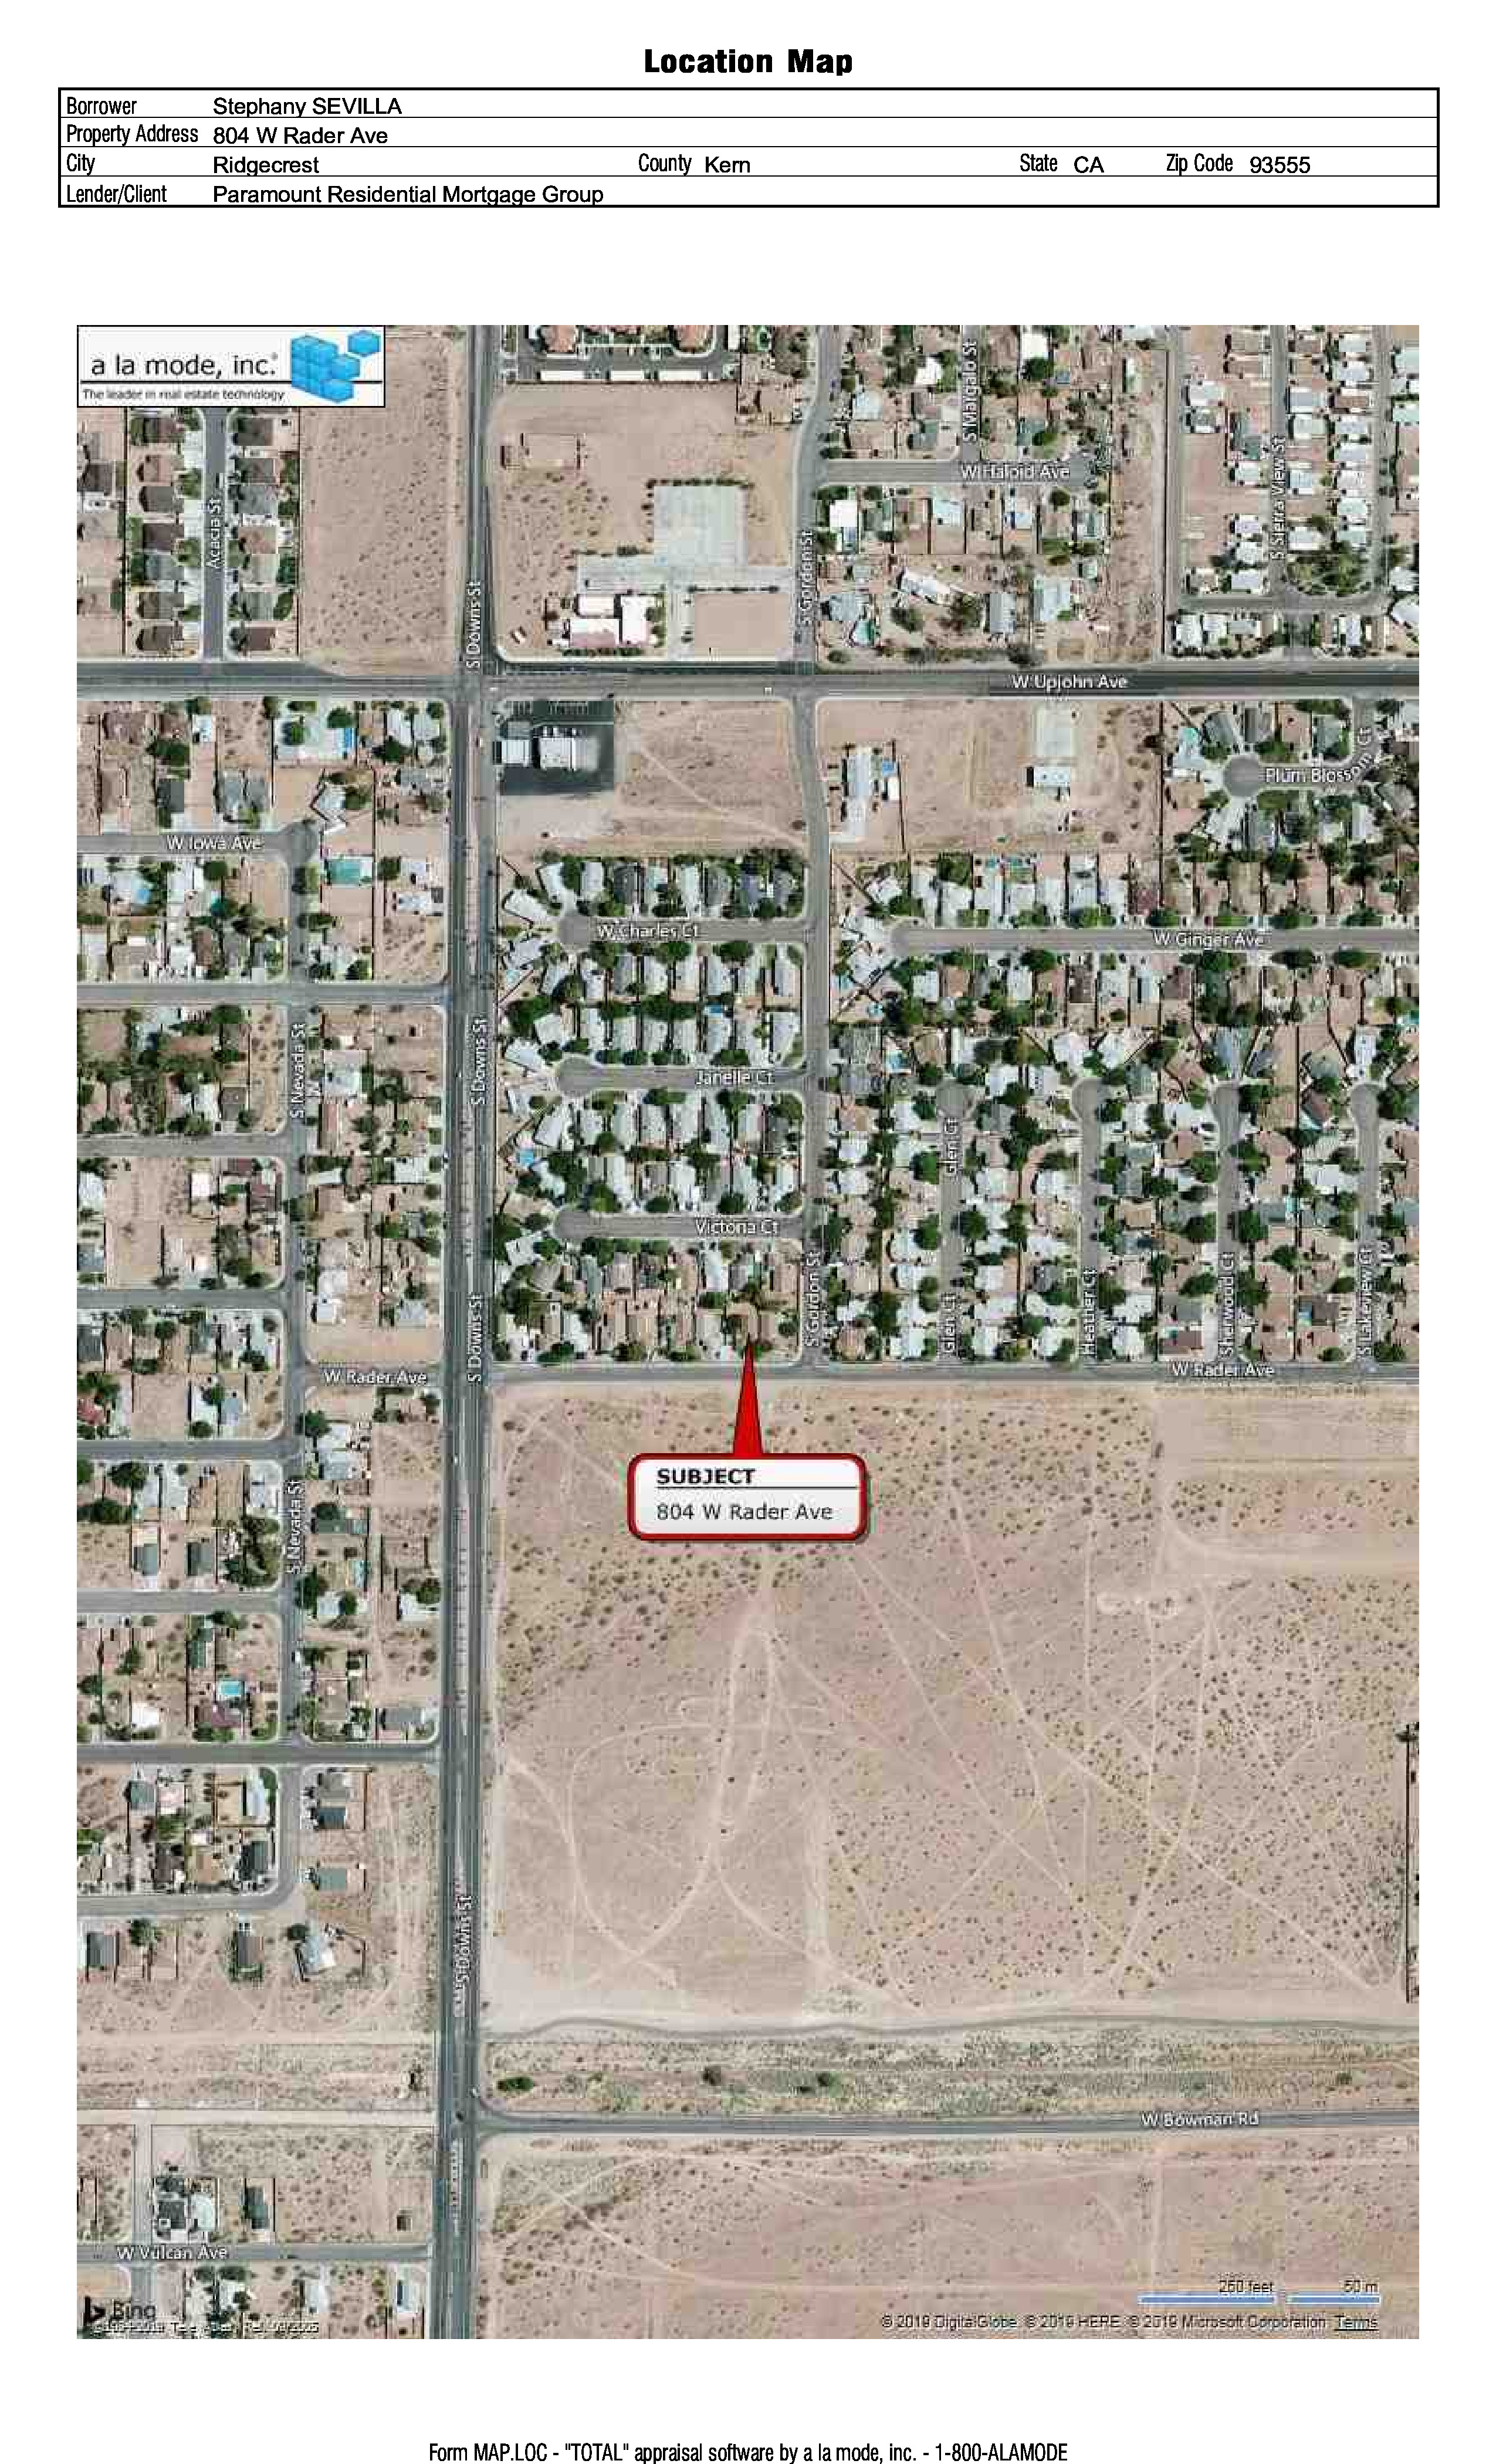 Location Map
Borrower Stephany SEVILLA
Property Address 804 W Rader Ave
City Ridgecrest County Kern State CA Zip Code 93555
Lender/Client Paramount Residential Mortgage Group
a la mode, inc.
The leader in real estate technology
S Margalo St
W Haloid Ave
S Sierra View St
Acacia St
S Gordon St
S Downs St
W Upjohn Ave
Plum Blossom Ct
W Iowa Ave
W Charles Ct
W Ginger Ave
S Nevada St
S Downs St
Janelle Ct
Glen Ct
Victoria Ct
S Gordon St
S Downs St
Glen Ct
Heather Ct
Sherwood Ct
S Lakeview Ct
W Rader Ave
W Rader Ave
SUBJECT
804 W Rader Ave
S Nevada St
S Downs St
W Bowman Rd
W Vulcan Ave
250 feet 50 m
Bing
© 2019 DigitalGlobe © 2019 HERE © 2019 Microsoft Corporation Terms
Form MAP.LOC - "TOTAL" appraisal software by a la mode, inc. - 1-800-ALAMODE